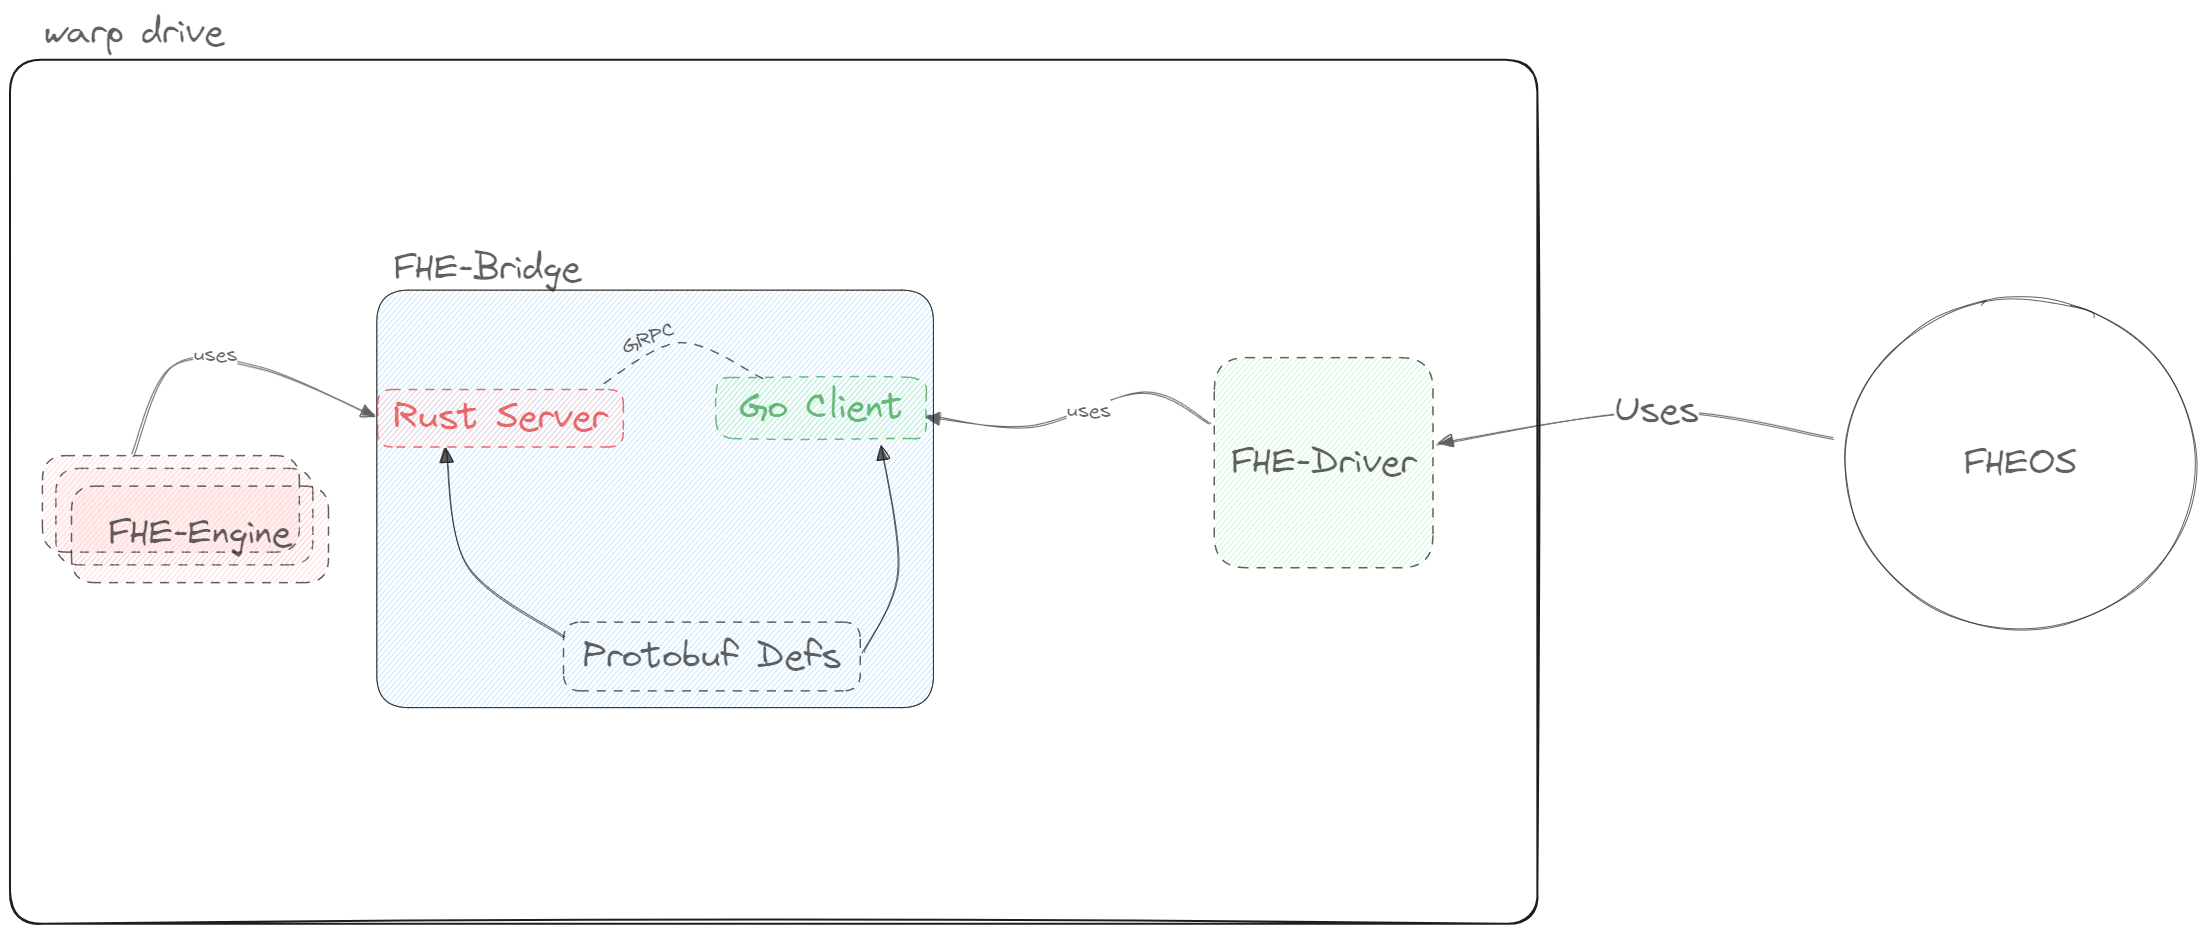 warp drive
FHE-Bridge
GRPC
uses
Rust Server
Go Client
uses
Uses
FHE-Driver
FHEOS
FHE-Engine
Protobuf Defs